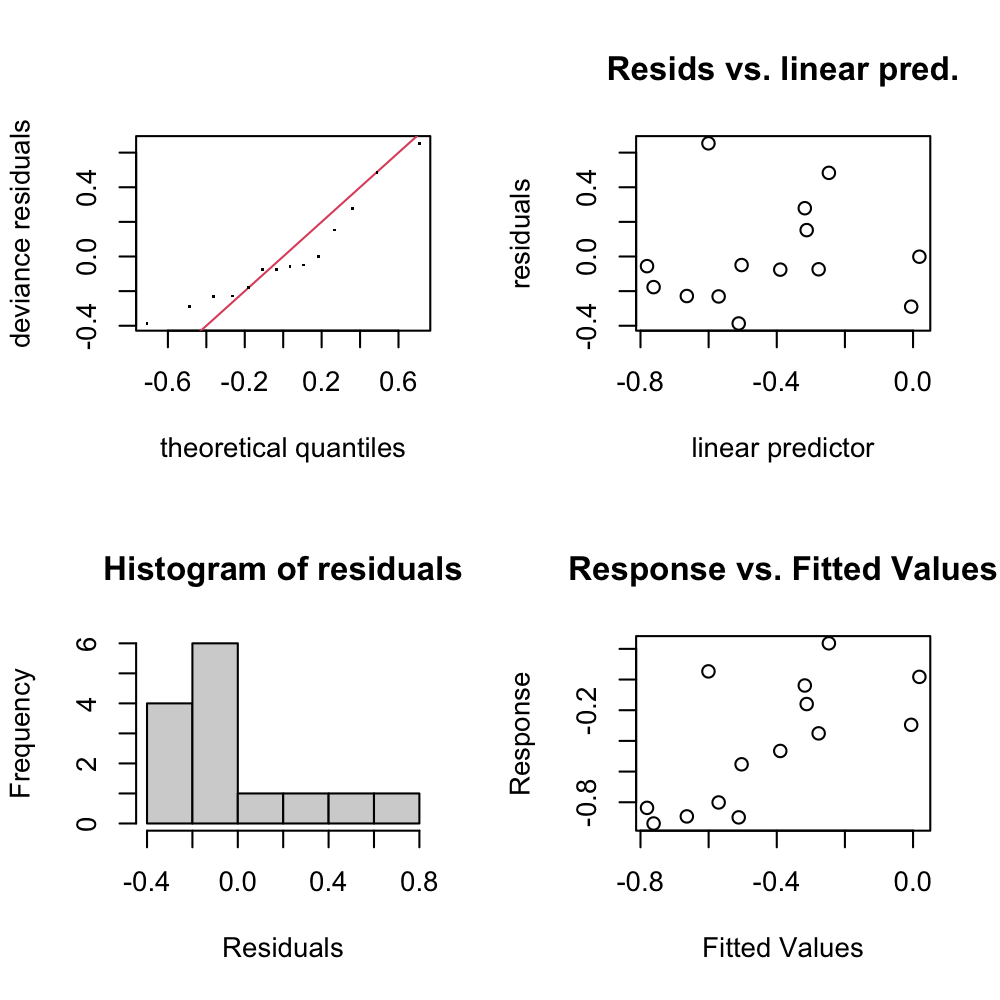 deviance residuals
-0.4 0.0 0.4
-0.6 -0.2 0.2 0.6
theoretical quantiles
Resids vs. linear pred.
residuals
-0.4 0.0 0.4
-0.8 -0.4 0.0
linear predictor
Histogram of residuals
Frequency
0 2 4 6
-0.4 0.0 0.4 0.8
Residuals
Response vs. Fitted Values
Response
-0.8 -0.2
-0.8 -0.4 0.0
Fitted Values